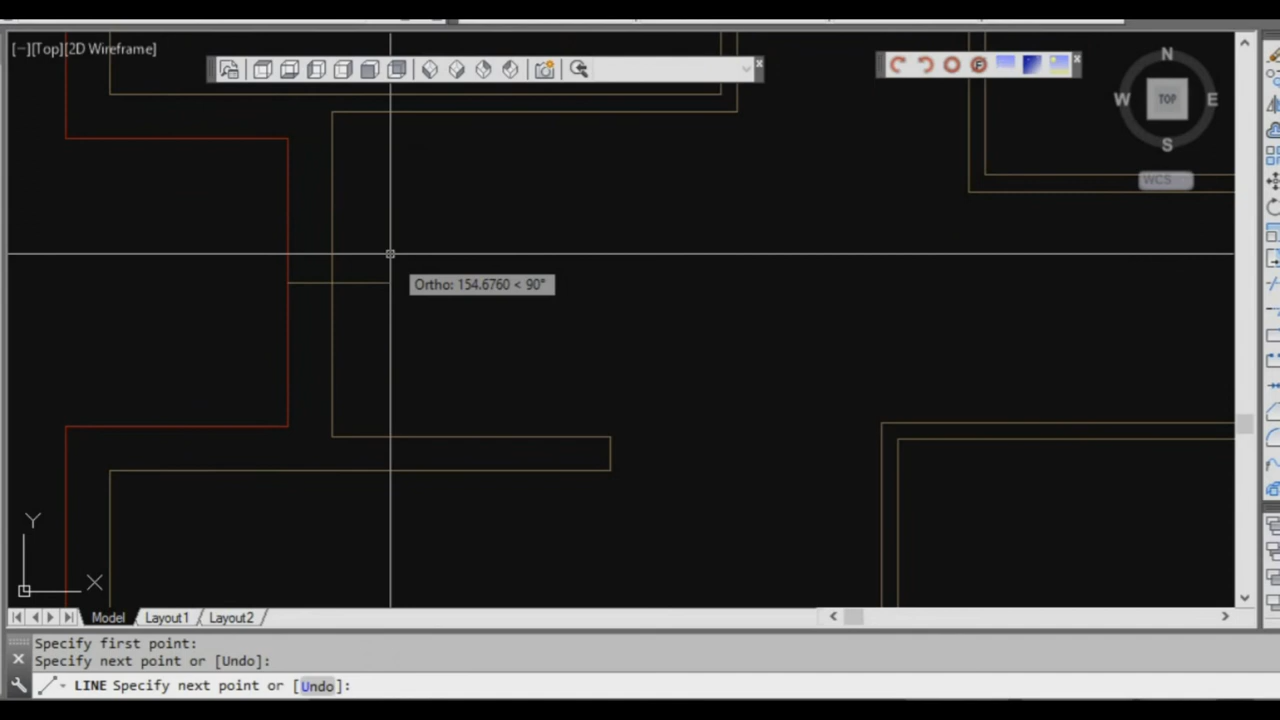 [−][Top][2D Wireframe]
N
W
TOP
E
S
WCS
Ortho: 154.6760 < 90°
Y
X
Model
Layout1
Layout2
Specify first point:
Specify next point or [Undo]:
LINE Specify next point or [Undo]: